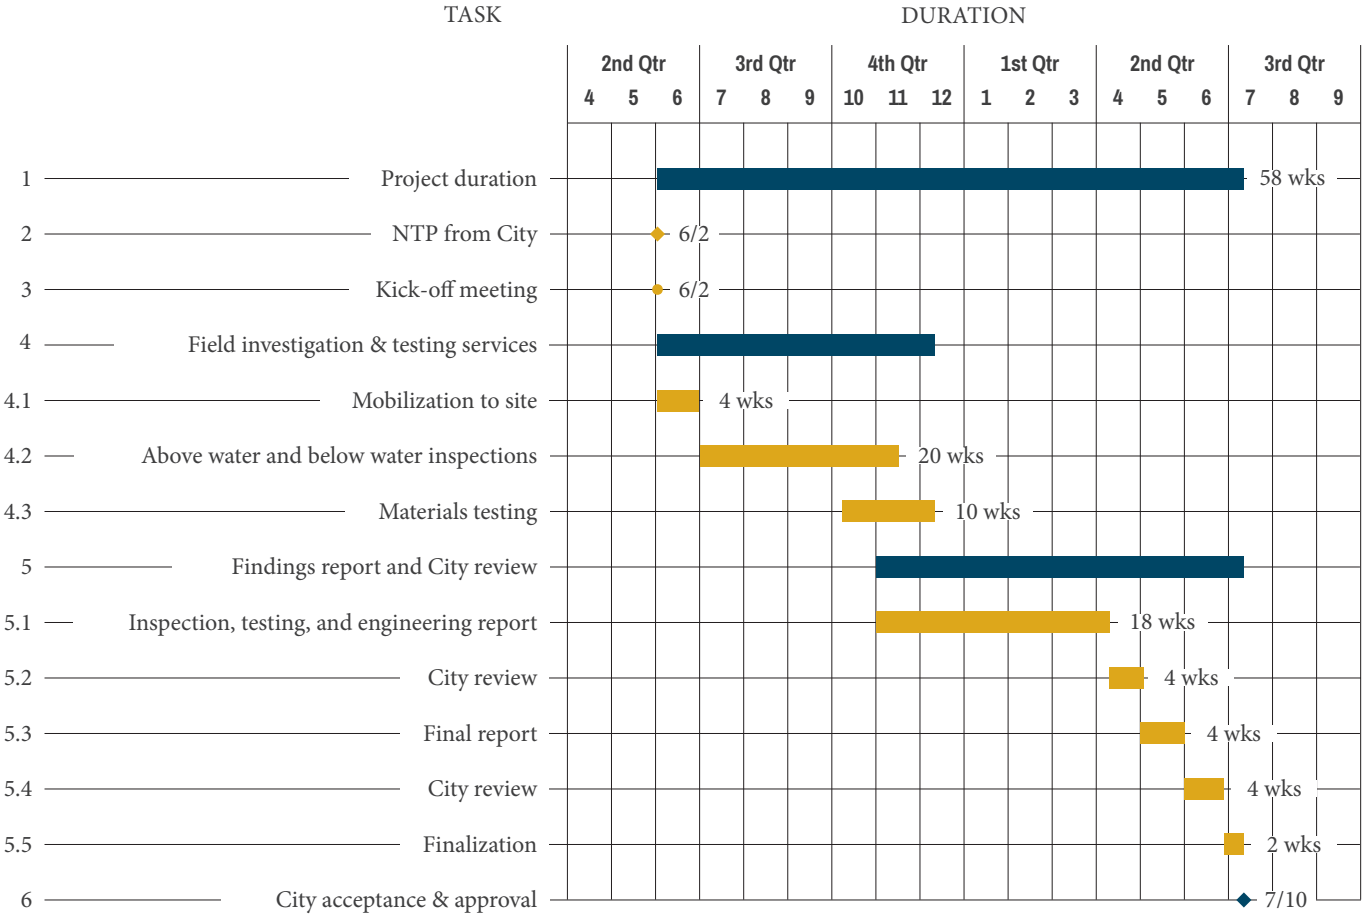 TASK DURATION
2nd Qtr 3rd Qtr 4th Qtr 1st Qtr 2nd Qtr 3rd Qtr
4 5 6 7 8 9 10 11 12 1 2 3 4 5 6 7 8 9
1 Project duration 58 wks
2 NTP from City 6/2
3 Kick-off meeting 6/2
4 Field investigation & testing services
4.1 Mobilization to site 4 wks
4.2 Above water and below water inspections 20 wks
4.3 Materials testing 10 wks
5 Findings report and City review
5.1 Inspection, testing, and engineering report 18 wks
5.2 City review 4 wks
5.3 Final report 4 wks
5.4 City review 4 wks
5.5 Finalization 2 wks
6 City acceptance & approval 7/10